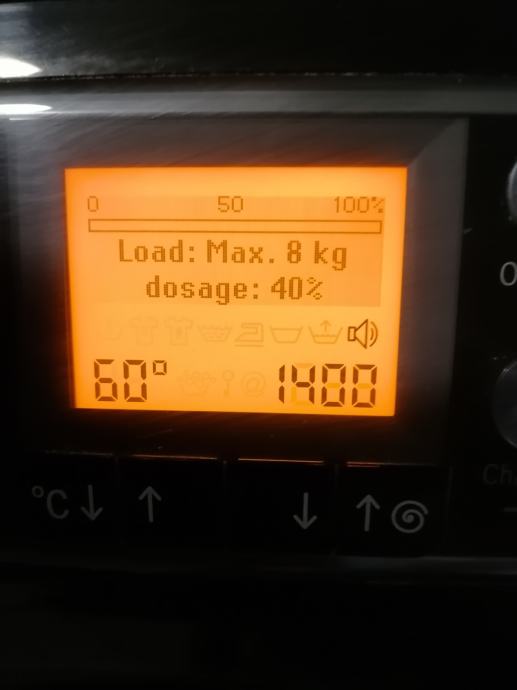 0 50 100%
Load: Max. 8 kg
dosage: 40%
60° 1400
°C ↓ ↑ ↓ ↑